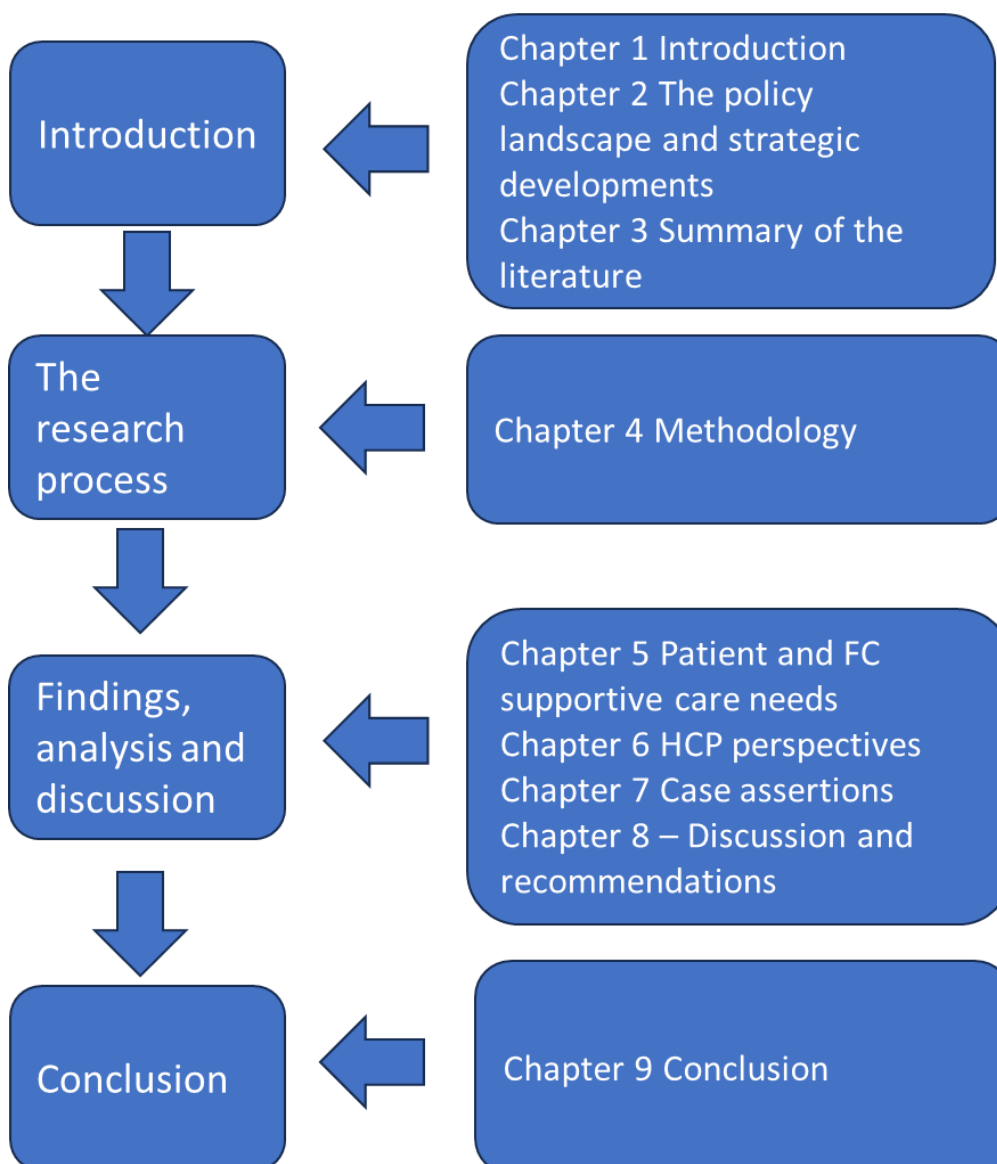 Introduction
Chapter 1 Introduction
Chapter 2 The policy
landscape and strategic
developments
Chapter 3 Summary of the
literature
The
research
process
Chapter 4 Methodology
Findings,
analysis and
discussion
Chapter 5 Patient and FC
supportive care needs
Chapter 6 HCP perspectives
Chapter 7 Case assertions
Chapter 8 – Discussion and
recommendations
Conclusion
Chapter 9 Conclusion